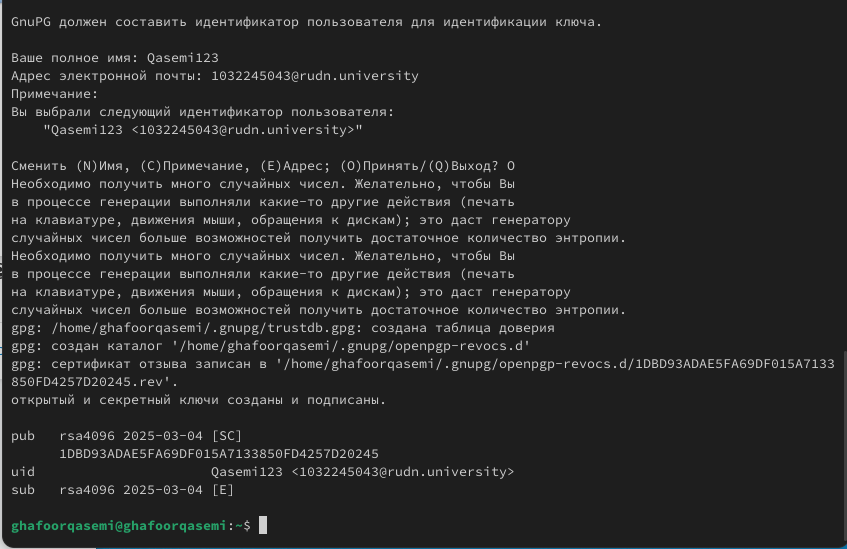 GnuPG должен составить идентификатор пользователя для идентификации ключа.
Ваше полное имя: Qasemi123
Адрес электронной почты: 1032245043@rudn.university
Примечание:
Вы выбрали следующий идентификатор пользователя:
    "Qasemi123 <1032245043@rudn.university>"
Сменить (N)Имя, (C)Примечание, (E)Адрес; (O)Принять/(Q)Выход? O
Необходимо получить много случайных чисел. Желательно, чтобы Вы
в процессе генерации выполняли какие-то другие действия (печать
на клавиатуре, движения мыши, обращения к дискам); это даст генератору
случайных чисел больше возможностей получить достаточное количество энтропии.
Необходимо получить много случайных чисел. Желательно, чтобы Вы
в процессе генерации выполняли какие-то другие действия (печать
на клавиатуре, движения мыши, обращения к дискам); это даст генератору
случайных чисел больше возможностей получить достаточное количество энтропии.
gpg: /home/ghafoorqasemi/.gnupg/trustdb.gpg: создана таблица доверия
gpg: создан каталог '/home/ghafoorqasemi/.gnupg/openpgp-revocs.d'
gpg: сертификат отзыва записан в '/home/ghafoorqasemi/.gnupg/openpgp-revocs.d/1DBD93ADAE5FA69DF015A7133
850FD4257D20245.rev'.
открытый и секретный ключи созданы и подписаны.
pub   rsa4096 2025-03-04 [SC]
      1DBD93ADAE5FA69DF015A7133850FD4257D20245
uid                      Qasemi123 <1032245043@rudn.university>
sub   rsa4096 2025-03-04 [E]
ghafoorqasemi@ghafoorqasemi:~$